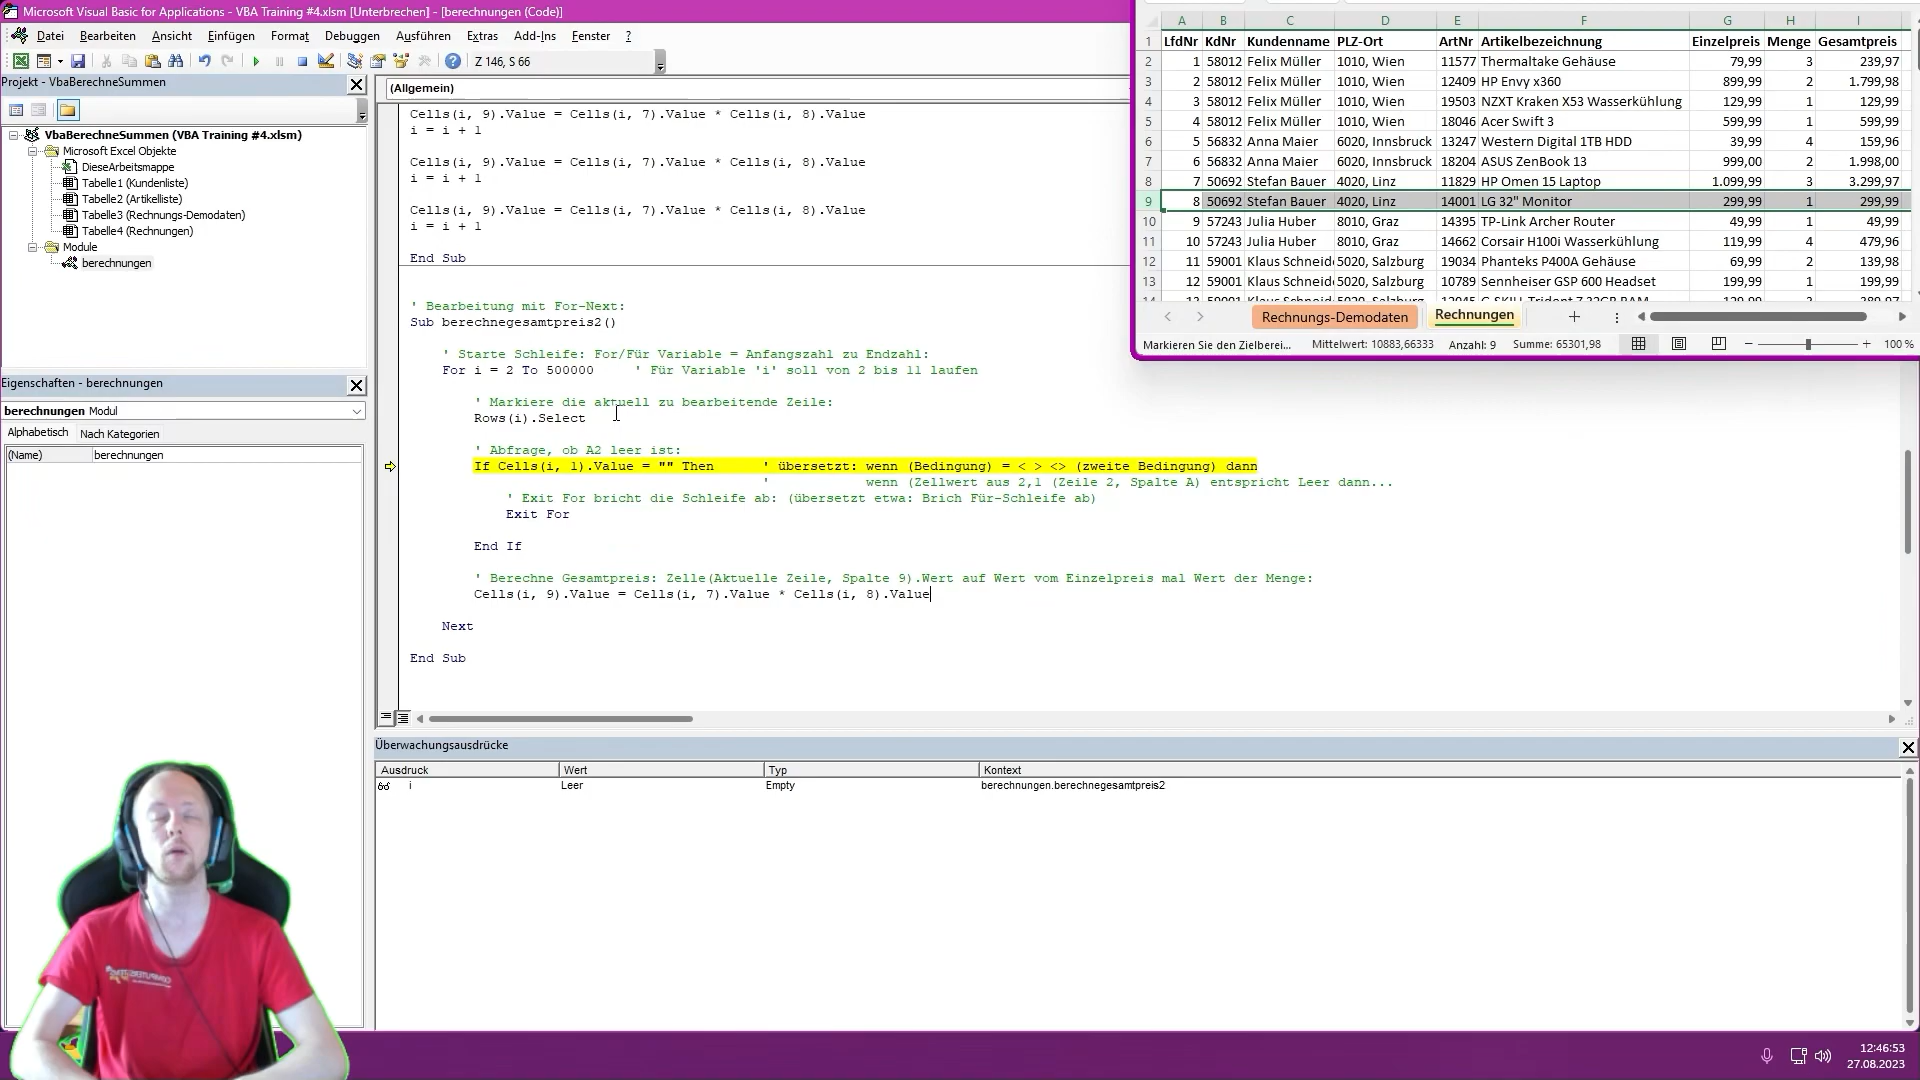 Microsoft Visual Basic for Applications - VBA Training #4.xlsm [Unterbrechen] - [berechnungen (Code)]
Datei Bearbeiten Ansicht Einfügen Format Debuggen Ausführen Extras Add-Ins Fenster ?
Z 146, S 66
Projekt - VbaBerechneSummen
VbaBerechneSummen (VBA Training #4.xlsm)
Microsoft Excel Objekte
DieseArbeitsmappe
Tabelle1 (Kundenliste)
Tabelle2 (Artikelliste)
Tabelle3 (Rechnungs-Demodaten)
Tabelle4 (Rechnungen)
Module
berechnungen
Eigenschaften - berechnungen
berechnungen Modul
Alphabetisch Nach Kategorien
(Name) berechnungen
(Allgemein)
Cells(i, 9).Value = Cells(i, 7).Value * Cells(i, 8).Value
i = i + 1
Cells(i, 9).Value = Cells(i, 7).Value * Cells(i, 8).Value
i = i + 1
Cells(i, 9).Value = Cells(i, 7).Value * Cells(i, 8).Value
i = i + 1
End Sub
' Bearbeitung mit For-Next:
Sub berechnegesamtpreis2()
' Starte Schleife: For/Für Variable = Anfangszahl zu Endzahl:
For i = 2 To 500000 ' Für Variable 'i' soll von 2 bis 11 laufen
' Markiere die aktuell zu bearbeitende Zeile:
Rows(i).Select
' Abfrage, ob A2 leer ist:
If Cells(i, 1).Value = "" Then ' übersetzt: wenn (Bedingung) = < > <> (zweite Bedingung) dann
' wenn (Zellwert aus 2,1 (Zeile 2, Spalte A) entspricht Leer dann...
' Exit For bricht die Schleife ab: (übersetzt etwa: Brich Für-Schleife ab)
Exit For
End If
' Berechne Gesamtpreis: Zelle(Aktuelle Zeile, Spalte 9).Wert auf Wert vom Einzelpreis mal Wert der Menge:
Cells(i, 9).Value = Cells(i, 7).Value * Cells(i, 8).Value
Next
End Sub
Überwachungsausdrücke
Ausdruck Wert Typ Kontext
i Leer Empty berechnungen.berechnegesamtpreis2
A B C D E F G H I
1 LfdNr KdNr Kundenname PLZ-Ort ArtNr Artikelbezeichnung Einzelpreis Menge Gesamtpreis
2 1 58012 Felix Müller 1010, Wien 11577 Thermaltake Gehäuse 79,99 3 239,97
3 2 58012 Felix Müller 1010, Wien 12409 HP Envy x360 899,99 2 1.799,98
4 3 58012 Felix Müller 1010, Wien 19503 NZXT Kraken X53 Wasserkühlung 129,99 1 129,99
5 4 58012 Felix Müller 1010, Wien 18046 Acer Swift 3 599,99 1 599,99
6 5 56832 Anna Maier 6020, Innsbruck 13247 Western Digital 1TB HDD 39,99 4 159,96
7 6 56832 Anna Maier 6020, Innsbruck 18204 ASUS ZenBook 13 999,00 2 1.998,00
8 7 50692 Stefan Bauer 4020, Linz 11829 HP Omen 15 Laptop 1.099,99 3 3.299,97
9 8 50692 Stefan Bauer 4020, Linz 14001 LG 32" Monitor 299,99 1 299,99
10 9 57243 Julia Huber 8010, Graz 14395 TP-Link Archer Router 49,99 1 49,99
11 10 57243 Julia Huber 8010, Graz 14662 Corsair H100i Wasserkühlung 119,99 4 479,96
12 11 59001 Klaus Schneide 5020, Salzburg 19034 Phanteks P400A Gehäuse 69,99 2 139,98
13 12 59001 Klaus Schneide 5020, Salzburg 10789 Sennheiser GSP 600 Headset 199,99 1 199,99
Rechnungs-Demodaten Rechnungen
Markieren Sie den Zielberei... Mittelwert: 10883,66333 Anzahl: 9 Summe: 65301,98 100 %
12:46:53
27.08.2023